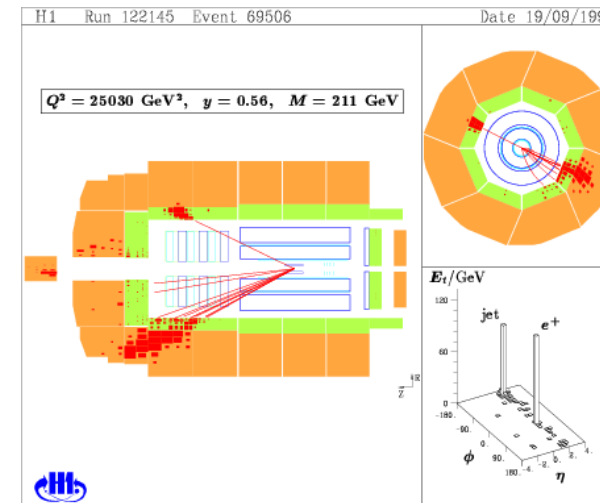 H1 Run 122145 Event 69506 Date 19/09/199
Q² = 25030 GeV², y = 0.56, M = 211 GeV
E_t/GeV
120
jet
e⁺
60
0
-180.
-90.
0
90.
180.
-4.
-2.
0.
2.
4.
ϕ
η
R
Z
H1